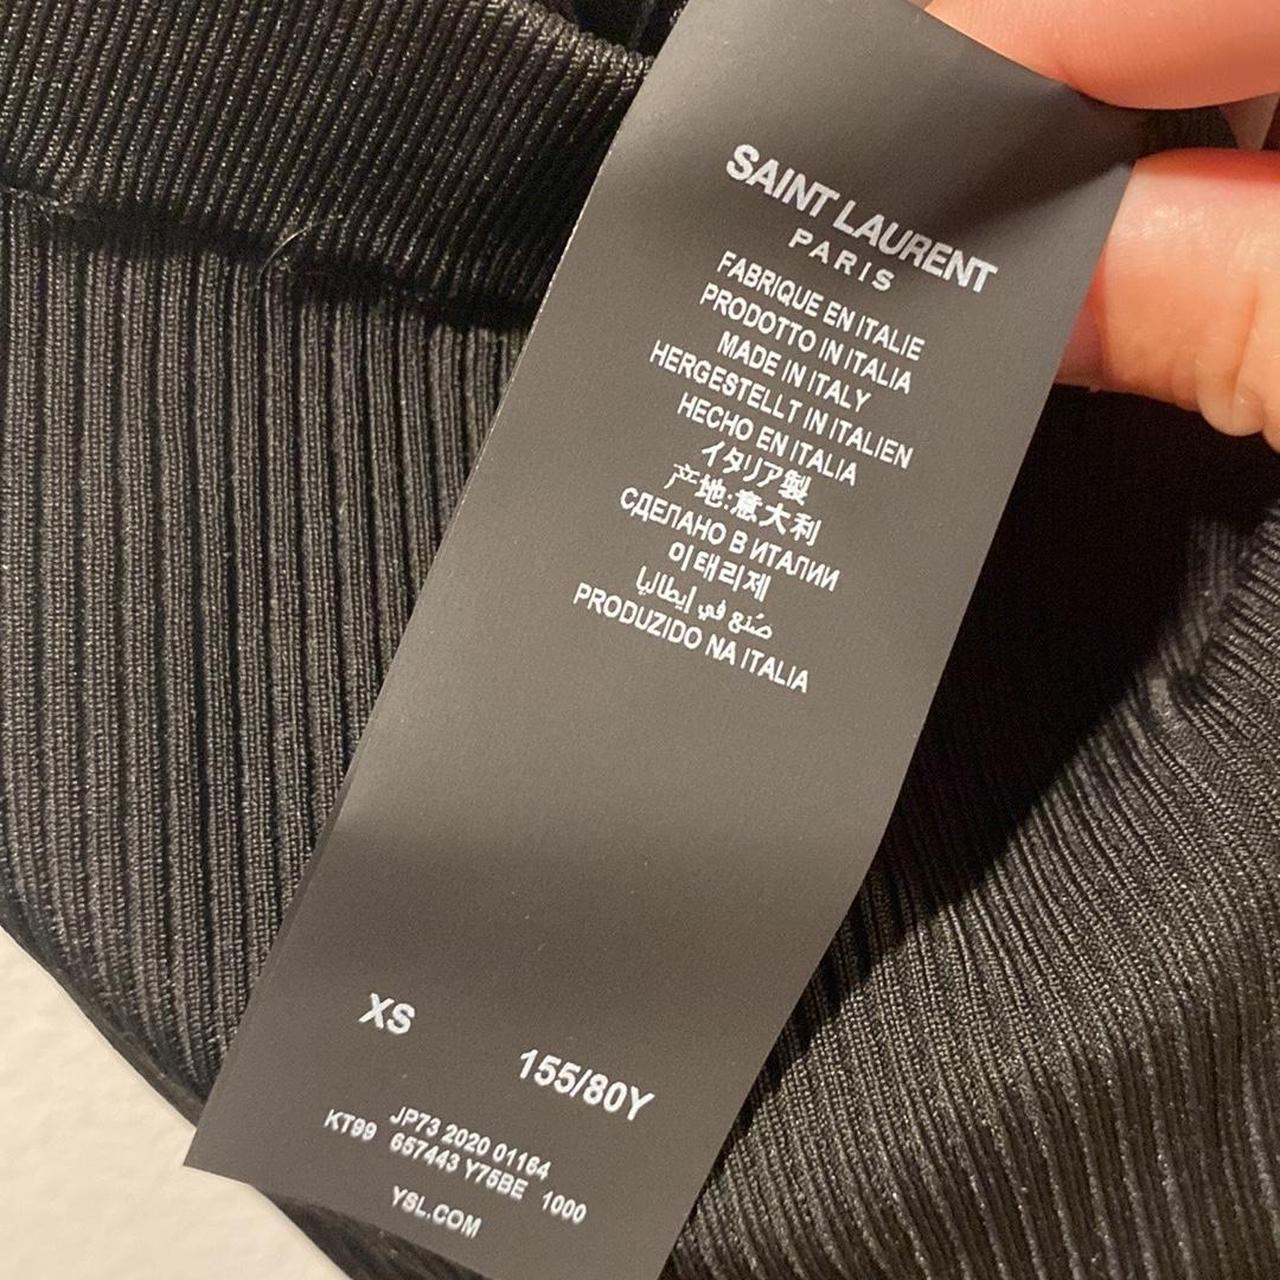 SAINT LAURENT
PARIS
FABRIQUE EN ITALIE
PRODOTTO IN ITALIA
MADE IN ITALY
HERGESTELLT IN ITALIEN
HECHO EN ITALIA
イタリア製
产地:意大利
СДЕЛАНО В ИТАЛИИ
이태리제
صُنع في إيطاليا
PRODUZIDO NA ITALIA
XS
155/80Y
JP73 2020 01164
KT99 657443 Y75BE 1000
YSL.COM